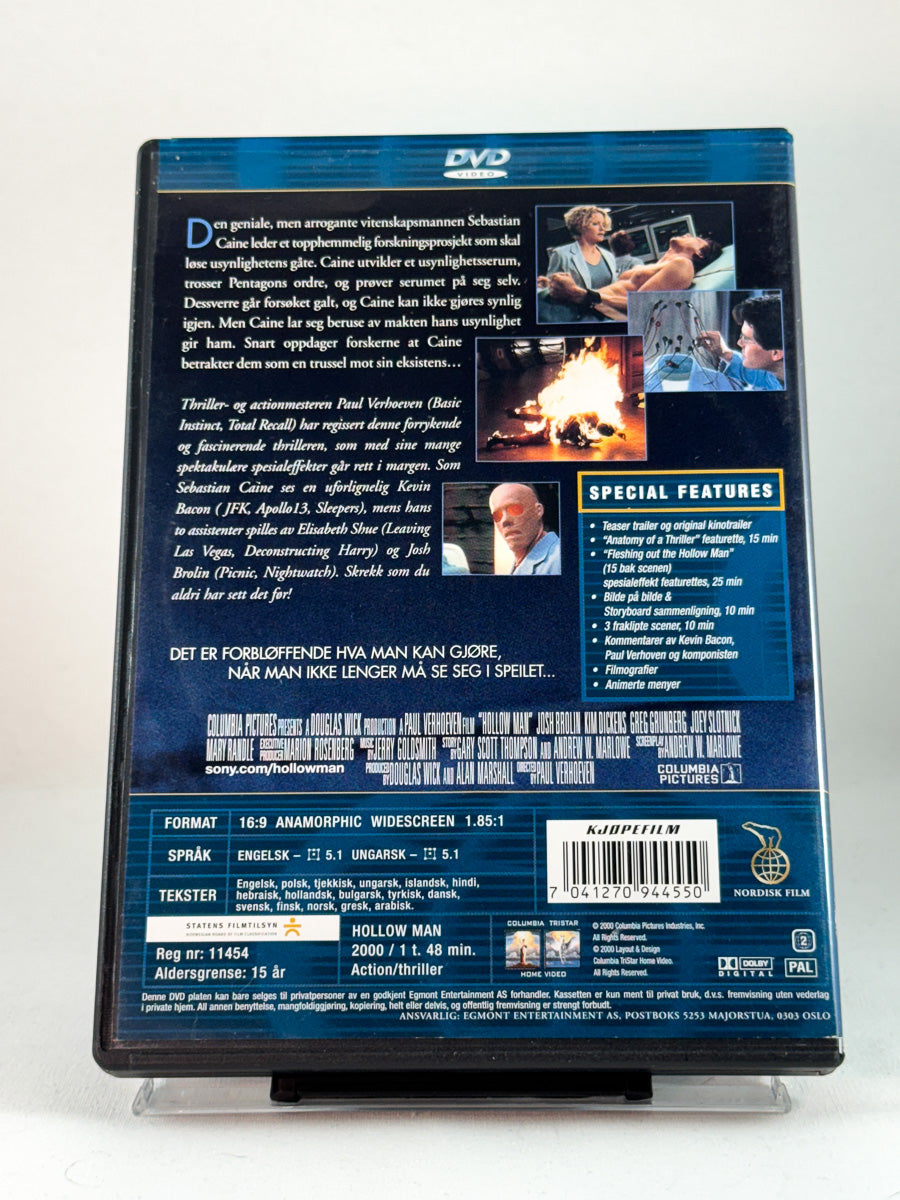 DVD
VIDEO
Den geniale, men arrogante vitenskapsmannen Sebastian
Caine leder et topphemmelig forskningsprosjekt som skal
løse usynlighetens gåte. Caine utvikler et usynlighetsserum,
trosser Pentagons ordre, og prøver serumet på seg selv.
Dessverre går forsøket galt, og Caine kan ikke gjøres synlig
igjen. Men Caine lar seg beruse av makten hans usynlighet
gir ham. Snart oppdager forskerne at Caine
betrakter dem som en trussel mot sin eksistens...
Thriller- og actionmesteren Paul Verhoeven (Basic
Instinct, Total Recall) har regissert denne forrykende
og fascinerende thrilleren, som med sine mange
spektakulære spesialeffekter går rett i margen. Som
Sebastian Caine ses en uforlignelig Kevin
Bacon ( JFK, Apollo13, Sleepers), mens hans
to assistenter spilles av Elisabeth Shue (Leaving
Las Vegas, Deconstructing Harry) og Josh
Brolin (Picnic, Nightwatch). Skrekk som du
aldri har sett det før!
DET ER FORBLØFFENDE HVA MAN KAN GJØRE,
NÅR MAN IKKE LENGER MÅ SE SEG I SPEILET...
SPECIAL FEATURES
• Teaser trailer og original kinotrailer
• "Anatomy of a Thriller" featurette, 15 min
• "Fleshing out the Hollow Man"
(15 bak scenen)
spesialeffekt featurettes, 25 min
• Bilde på bilde &
Storyboard sammenligning, 10 min
• 3 fraklipte scener, 10 min
• Kommentarer av Kevin Bacon,
Paul Verhoven og komponisten
• Filmografier
• Animerte menyer
COLUMBIA PICTURES PRESENTS A DOUGLAS WICK PRODUCTION A PAUL VERHOEVEN FILM "HOLLOW MAN" JOSH BROLIN KIM DICKENS GREG GRUNBERG JOEY SLOTNICK
MARY RANDLE EXECUTIVE PRODUCER MARION ROSENBERG MUSIC BY JERRY GOLDSMITH STORY BY GARY SCOTT THOMPSON AND ANDREW W. MARLOWE SCREENPLAY BY ANDREW W. MARLOWE
sony.com/hollowman PRODUCED BY DOUGLAS WICK AND ALAN MARSHALL DIRECTED BY PAUL VERHOEVEN
COLUMBIA
PICTURES
FORMAT 16:9 ANAMORPHIC WIDESCREEN 1.85:1
SPRÅK ENGELSK – 5.1 UNGARSK – 5.1
TEKSTER Engelsk, polsk, tjekkisk, ungarsk, islandsk, hindi,
hebraisk, hollandsk, bulgarsk, tyrkisk, dansk,
svensk, finsk, norsk, gresk, arabisk.
KJØPEFILM
7 041270 944550
NORDISK FILM
STATENS FILMTILSYN
NORWEGIAN BOARD OF FILM CLASSIFICATION
Reg nr: 11454
Aldersgrense: 15 år
HOLLOW MAN
2000 / 1 t. 48 min.
Action/thriller
COLUMBIA TRISTAR
HOME VIDEO
© 2000 Columbia Pictures Industries, Inc.
All Rights Reserved.
© 2000 Layout & Design
Columbia TriStar Home Video.
All Rights Reserved.
DOLBY
DIGITAL
2
PAL
Denne DVD platen kan bare selges til privatpersoner av en godkjent Egmont Entertainment AS forhandler. Kassetten er kun ment til privat bruk, d.v.s. fremvisning uten vederlag
i private hjem. All annen benyttelse, mangfoldiggjøring, kopiering, helt eller delvis, og offentlig fremvisning er strengt forbudt.
ANSVARLIG: EGMONT ENTERTAINMENT AS, POSTBOKS 5253 MAJORSTUA, 0303 OSLO